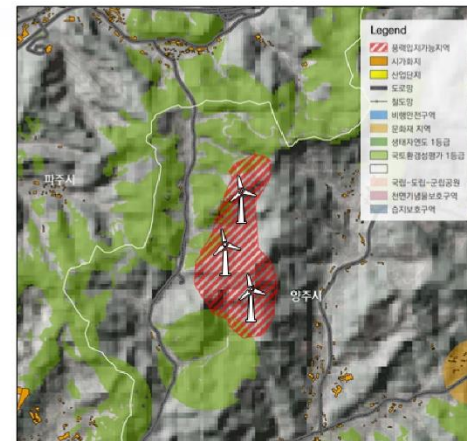 Legend
풍력입지가능지역
시가화지
산업단지
도로망
철도망
비행안전구역
문화재 지역
생태자연도 1등급
국토환경성평가 1등급
국립-도립-군립공원
천연기념물보호구역
습지보호구역
파주시
양주시